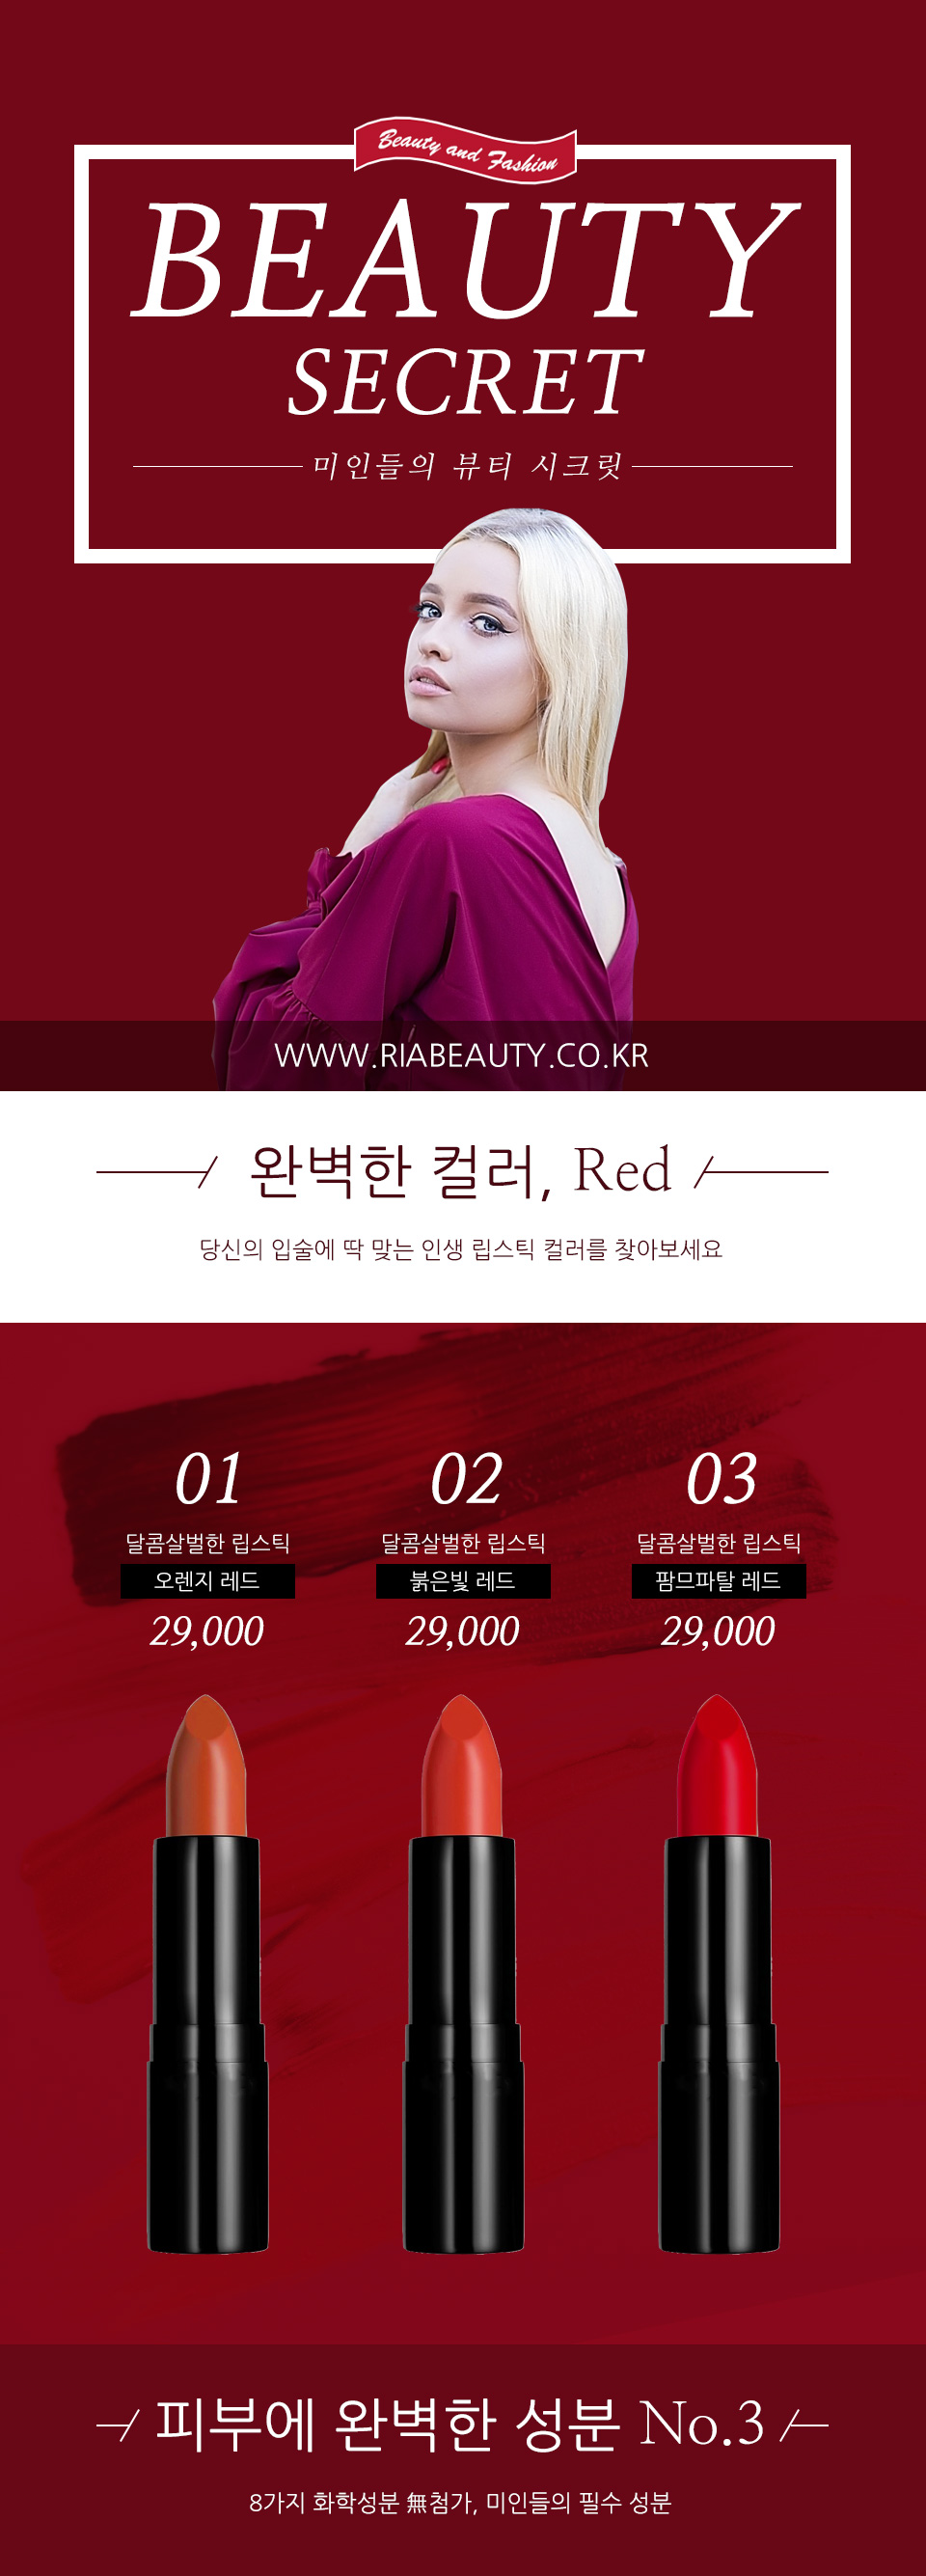 Beauty and Fashion
BEAUTY
SECRET
미인들의 뷰티 시크릿
WWW.RIABEAUTY.CO.KR
완벽한 컬러, Red
당신의 입술에 딱 맞는 인생 립스틱 컬러를 찾아보세요
01
달콤살벌한 립스틱
오렌지 레드
29,000
02
달콤살벌한 립스틱
붉은빛 레드
29,000
03
달콤살벌한 립스틱
팜므파탈 레드
29,000
피부에 완벽한 성분 No.3
8가지 화학성분 無첨가, 미인들의 필수 성분